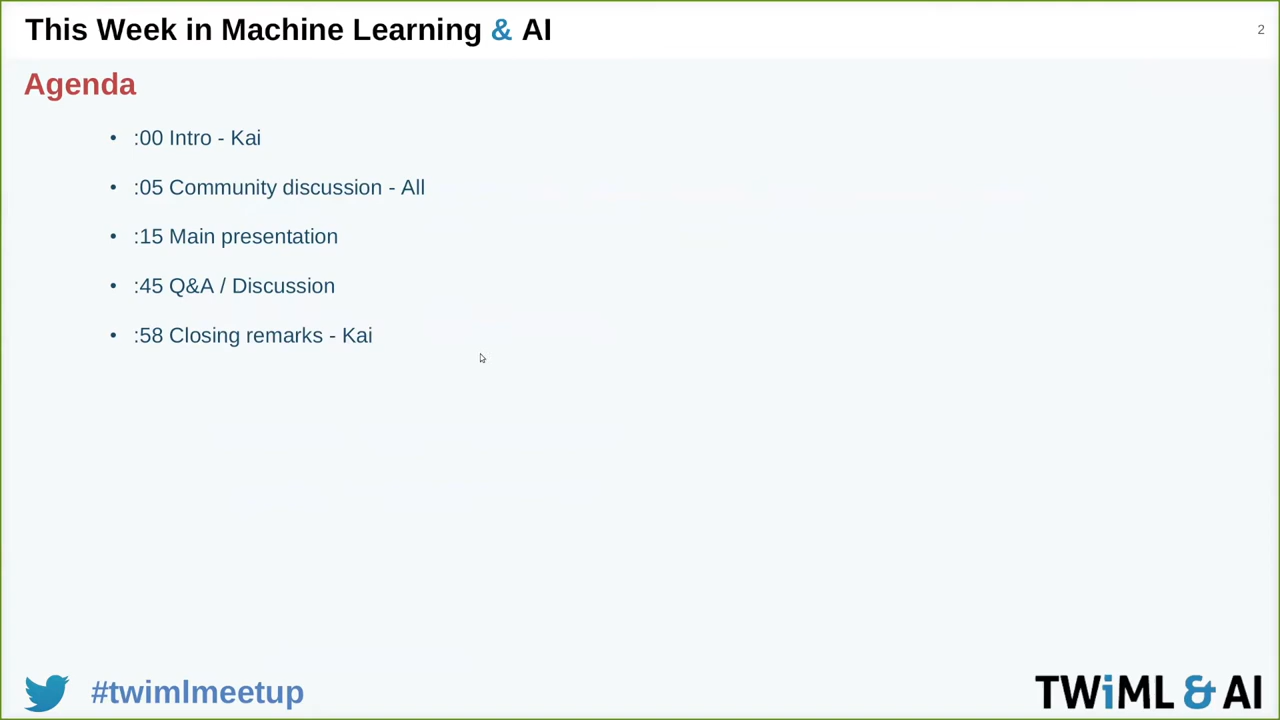 This Week in Machine Learning & AI
2
Agenda
• :00 Intro - Kai
• :05 Community discussion - All
• :15 Main presentation
• :45 Q&A / Discussion
• :58 Closing remarks - Kai
#twimlmeetup
TWiML & AI